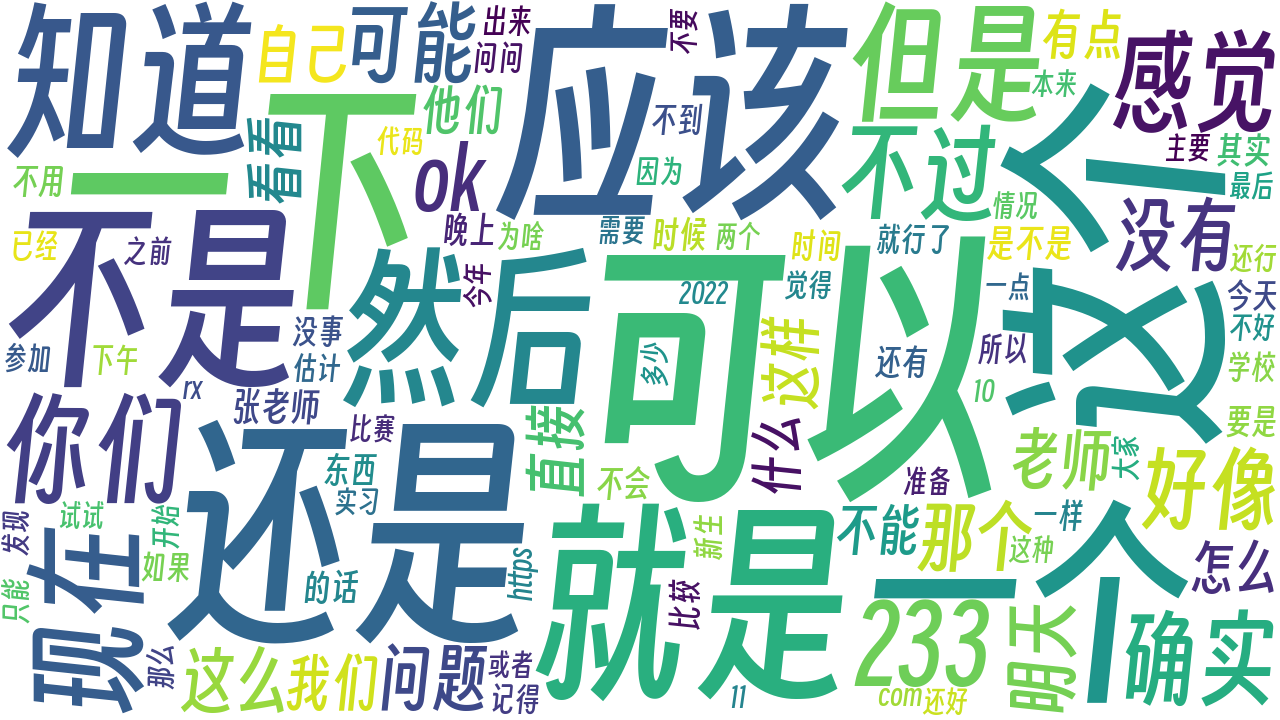 知道
自己
可能
出来
问问
应该
不要
但是
有点
感觉
本来
一下
看看
他们
代码
ok
不到
因为
不过
这个
主要
其实
最后
不用
不是
已经
之前
晚上
为啥
今年
需要
时候
两个
时间
情况
就行了
是不是
没有
还行
然后
可以
2022
觉得
一点
今天
不好
没事
估计
参加
下午
rx
张老师
比赛
多少
这样
还有
所以
10
学校
要是
你们
还是
东西
实习
直接
不会
什么
准备
老师
大家
好像
发现
试试
开始
现在
如果
的话
https
就是
新生
不能
那个
一样
这种
一个
怎么
只能
那么
这么
我们
问题
或者
记得
比较
11
233
com
还好
明天
确实